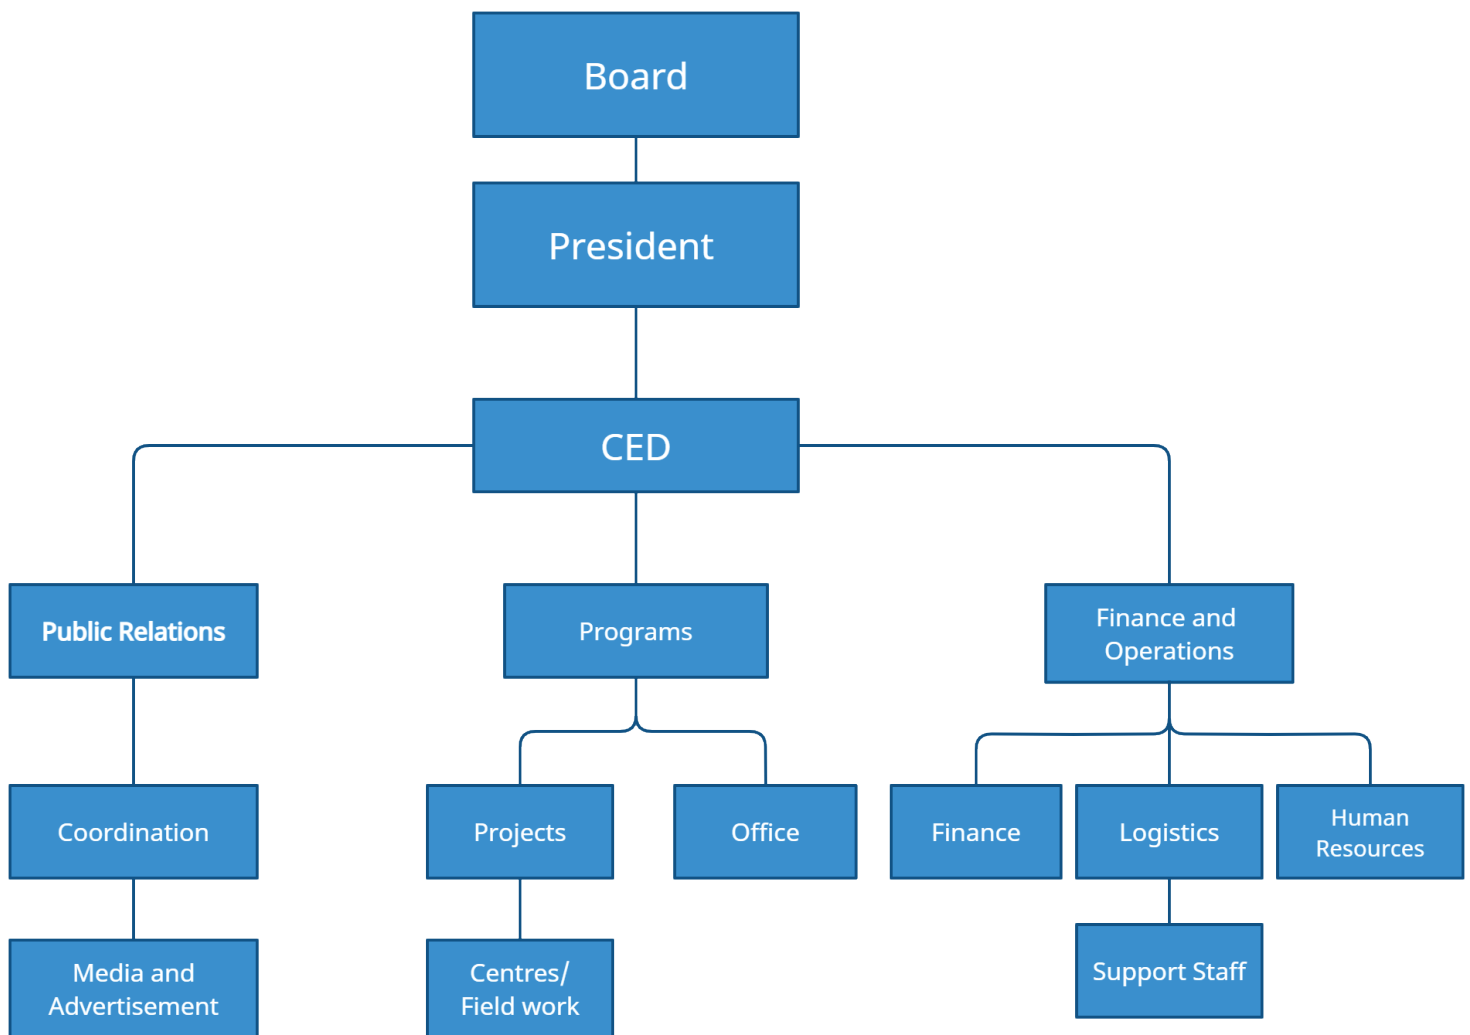 Board
President
CED
Public Relations
Programs
Finance and
Operations
Coordination
Projects
Office
Finance
Logistics
Human
Resources
Media and
Advertisement
Centres/
Field work
Support Staff